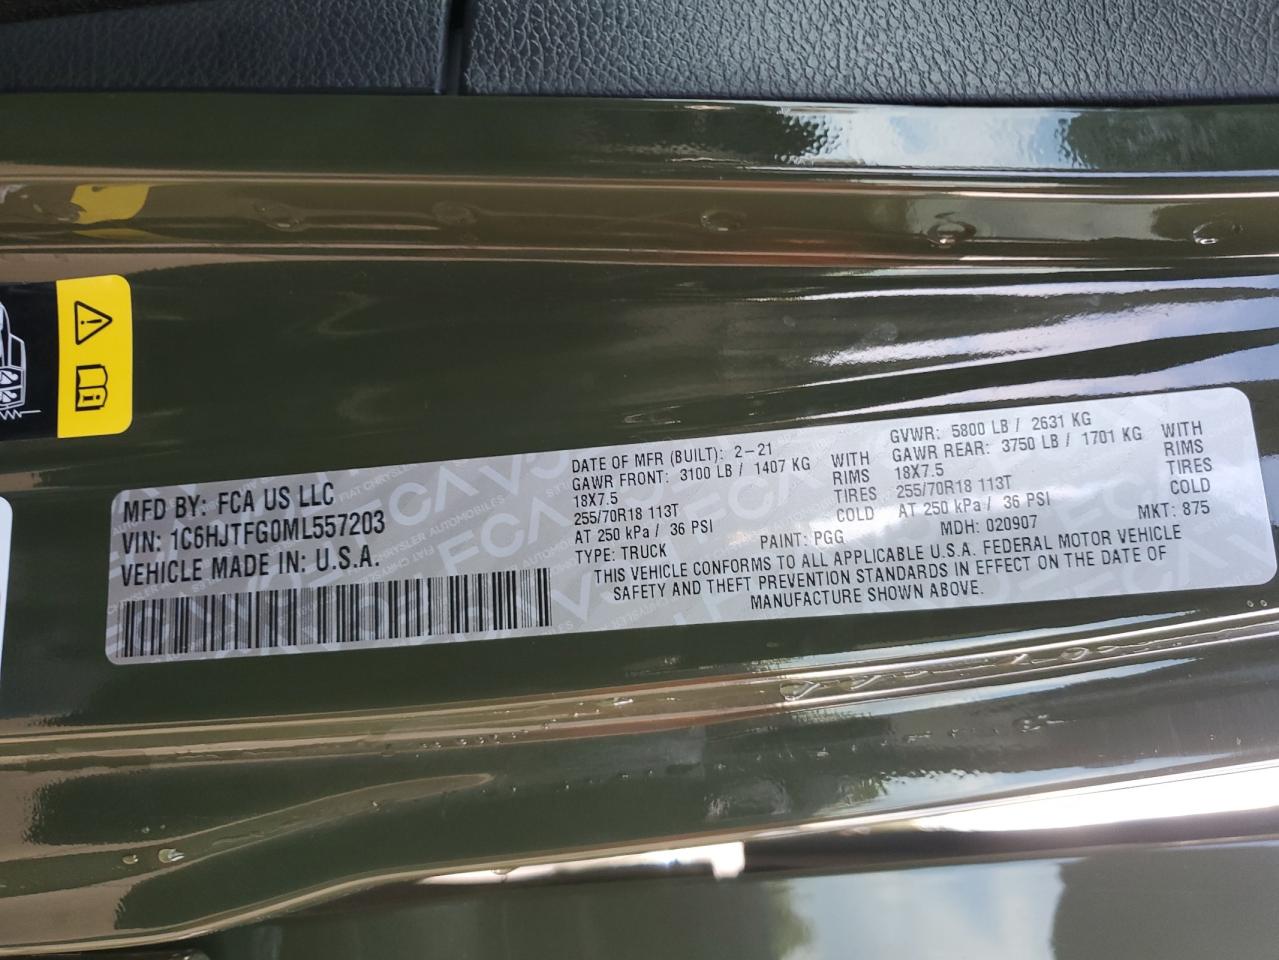 MFD BY: FCA US LLC
VIN: 1C6HJTFG0ML557203
VEHICLE MADE IN: U.S.A.
DATE OF MFR (BUILT): 2-21
GAWR FRONT: 3100 LB / 1407 KG WITH
18X7.5 RIMS
255/70R18 113T TIRES
AT 250 kPa / 36 PSI COLD
TYPE: TRUCK PAINT: PGG
GVWR: 5800 LB / 2631 KG
GAWR REAR: 3750 LB / 1701 KG WITH
18X7.5 RIMS
255/70R18 113T TIRES
AT 250 kPa / 36 PSI COLD
MDH: 020907 MKT: 875
THIS VEHICLE CONFORMS TO ALL APPLICABLE U.S.A. FEDERAL MOTOR VEHICLE
SAFETY AND THEFT PREVENTION STANDARDS IN EFFECT ON THE DATE OF
MANUFACTURE SHOWN ABOVE.